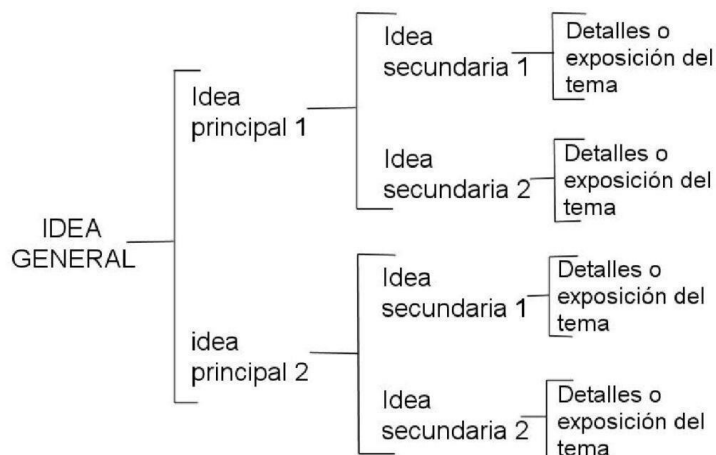 IDEA
GENERAL
Idea
principal 1
Idea
secundaria 1
Detalles o
exposición del
tema
Idea
secundaria 2
Detalles o
exposición del
tema
idea
principal 2
Idea
secundaria 1
Detalles o
exposición del
tema
Idea
secundaria 2
Detalles o
exposición del
tema